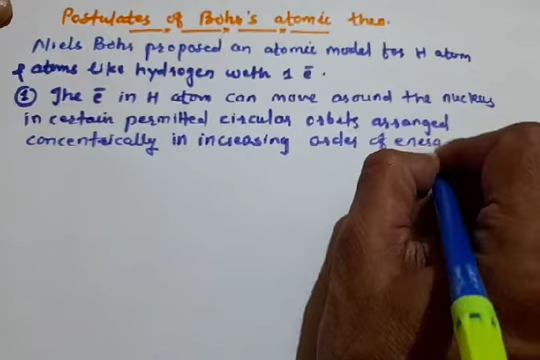 Postulates of Bohr's atomic theo.
Niels Bohr proposed an atomic model for H atom
& atoms like hydrogen with 1 ē.
① The ē in H atom can move around the nucleus
in certain permitted circular orbits arranged
concentrically in increasing order of energ